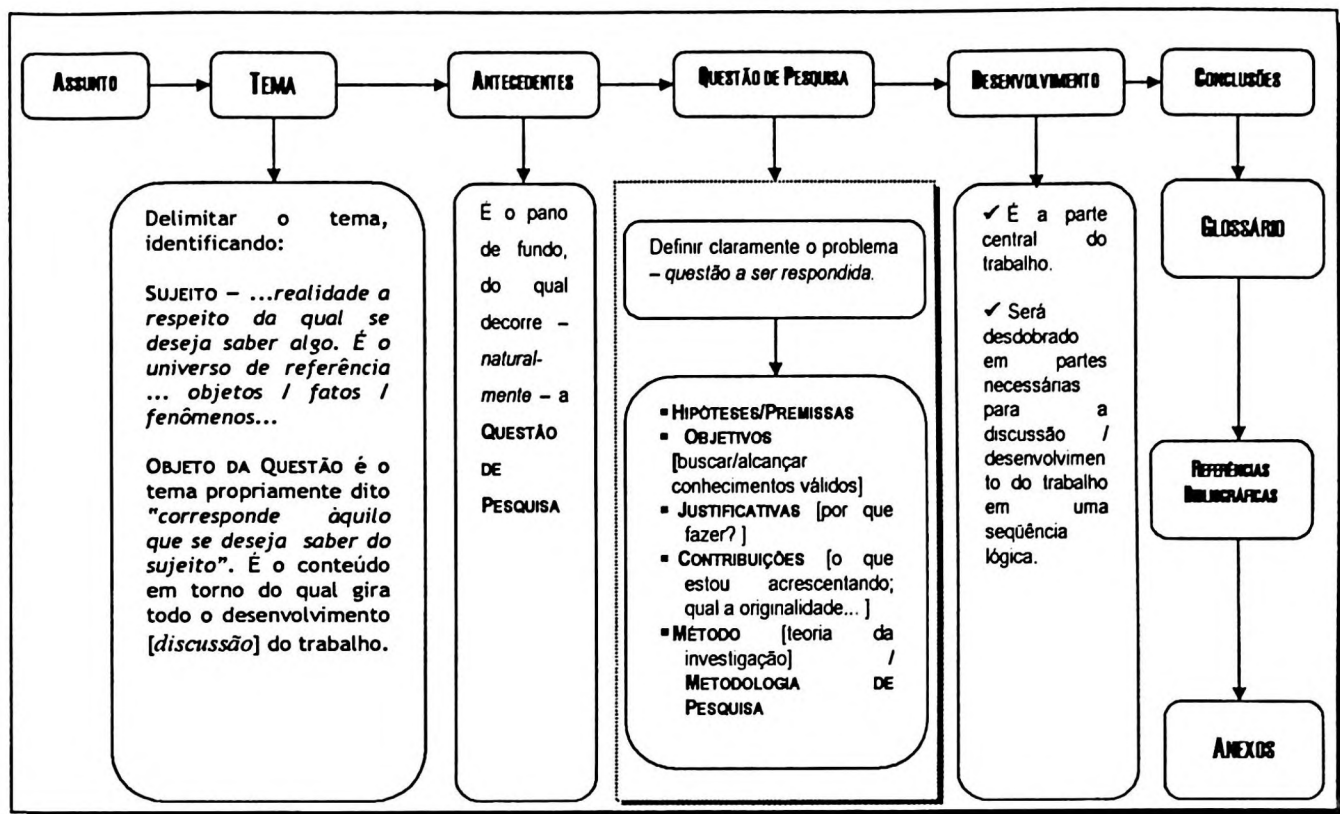 ASSUNTO
TEMA
ANTECEDENTES
QUESTÃO DE PESQUISA
DESENVOLVIMENTO
CONCLUSÕES
Delimitar o tema,
identificando:
SUJEITO – ...realidade a
respeito da qual se
deseja saber algo. É o
universo de referência
... objetos / fatos /
fenômenos...
OBJETO DA QUESTÃO é o
tema propriamente dito
"corresponde àquilo
que se deseja saber do
sujeito". É o conteúdo
em torno do qual gira
todo o desenvolvimento
[discussão] do trabalho.
É o pano
de fundo,
do qual
decorre –
natural-
mente – a
QUESTÃO
DE
PESQUISA
Definir claramente o problema
– questão a ser respondida.
▪ HIPÓTESES/PREMISSAS
▪ OBJETIVOS
[buscar/alcançar
conhecimentos válidos]
▪ JUSTIFICATIVAS [por que
fazer? ]
▪ CONTRIBUIÇÕES [o que
estou acrescentando;
qual a originalidade... ]
▪ MÉTODO [teoria da
investigação] /
METODOLOGIA DE
PESQUISA
✓ É a parte
central do
trabalho.
✓ Será
desdobrado
em partes
necessárias
para a
discussão /
desenvolvimen
to do trabalho
em uma
seqüência
lógica.
GLOSSÁRIO
REFERÊNCIAS
BIBLIOGRÁFICAS
ANEXOS